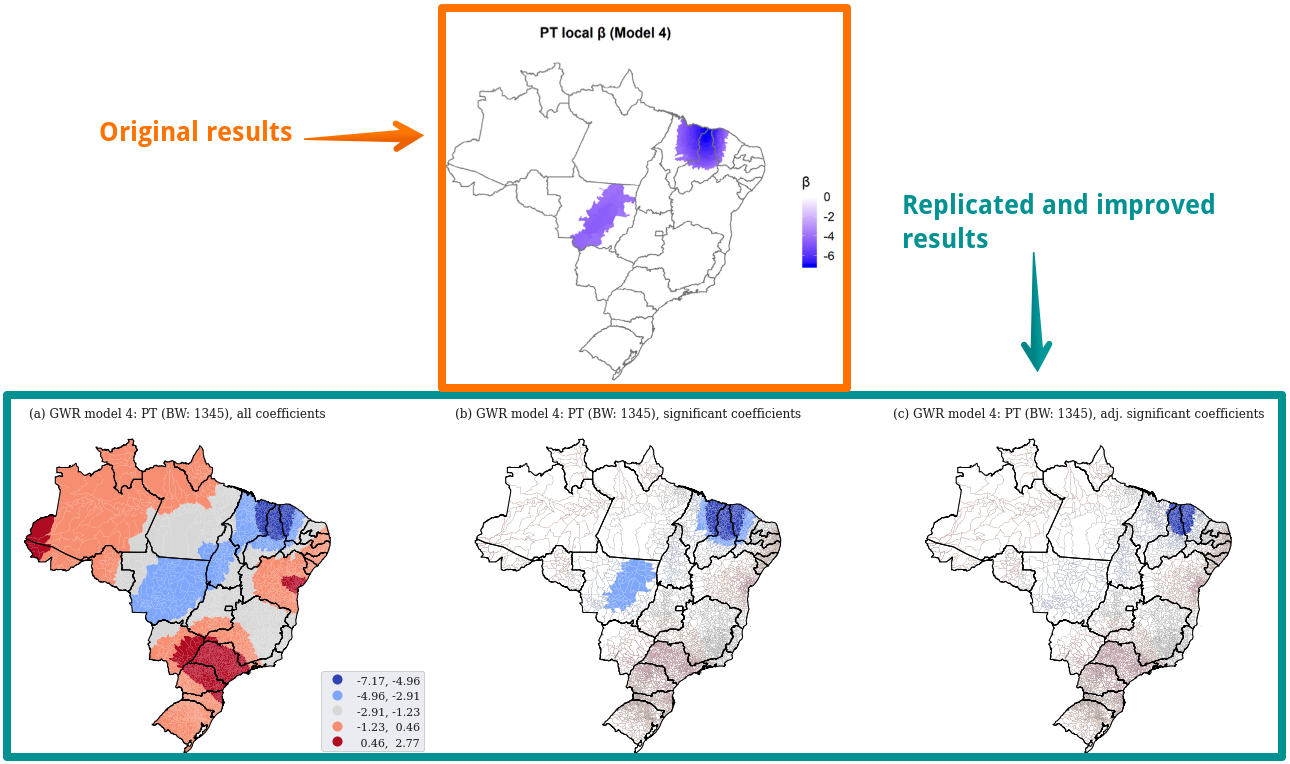 PT local β (Model 4)
Original results
β
0
-2
-4
-6
Replicated and improved
results
(a) GWR model 4: PT (BW: 1345), all coefficients
(b) GWR model 4: PT (BW: 1345), significant coefficients
(c) GWR model 4: PT (BW: 1345), adj. significant coefficients
-7.17, -4.96
-4.96, -2.91
-2.91, -1.23
-1.23, 0.46
0.46, 2.77